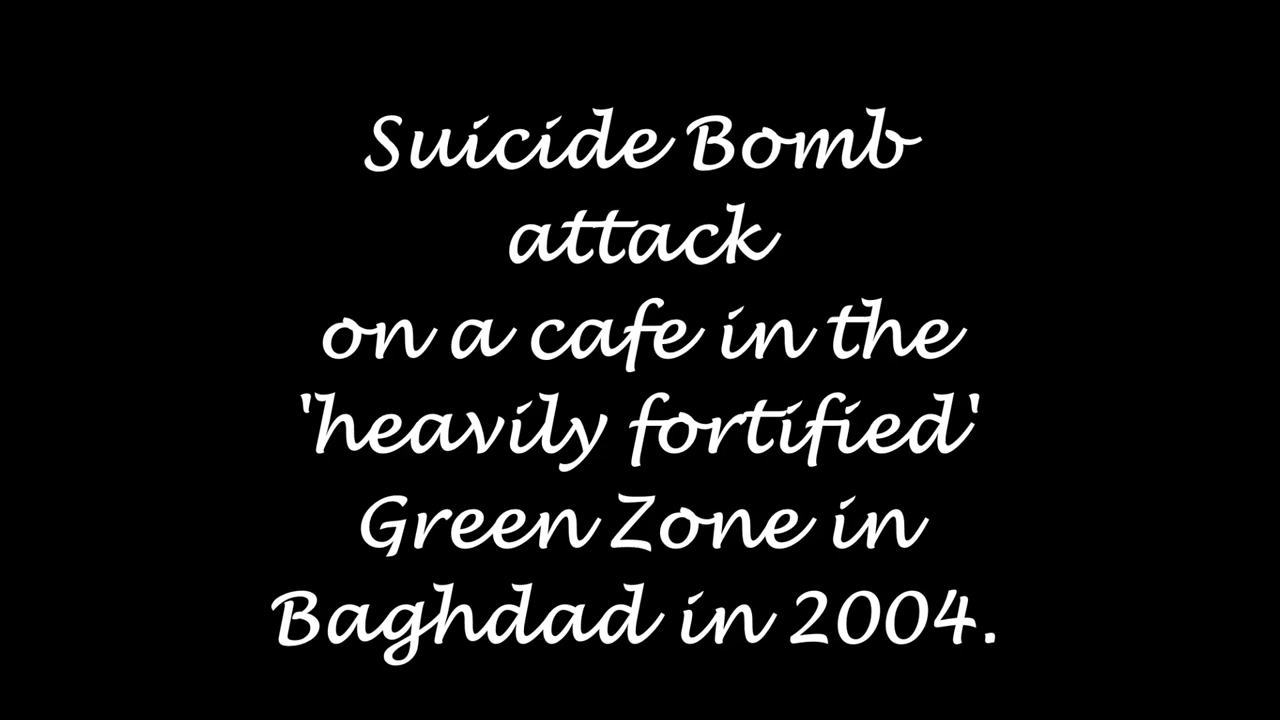 Suicide Bomb
attack
on a cafe in the
'heavily fortified'
Green Zone in
Baghdad in 2004.